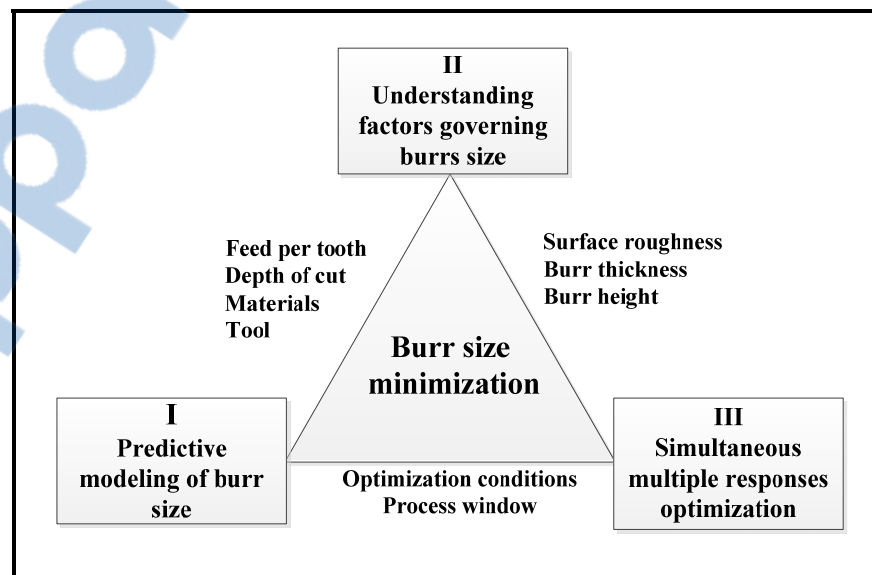 II
Understanding
factors governing
burrs size
Feed per tooth
Depth of cut
Materials
Tool
Surface roughness
Burr thickness
Burr height
Burr size
minimization
I
Predictive
modeling of burr
size
Optimization conditions
Process window
III
Simultaneous
multiple responses
optimization